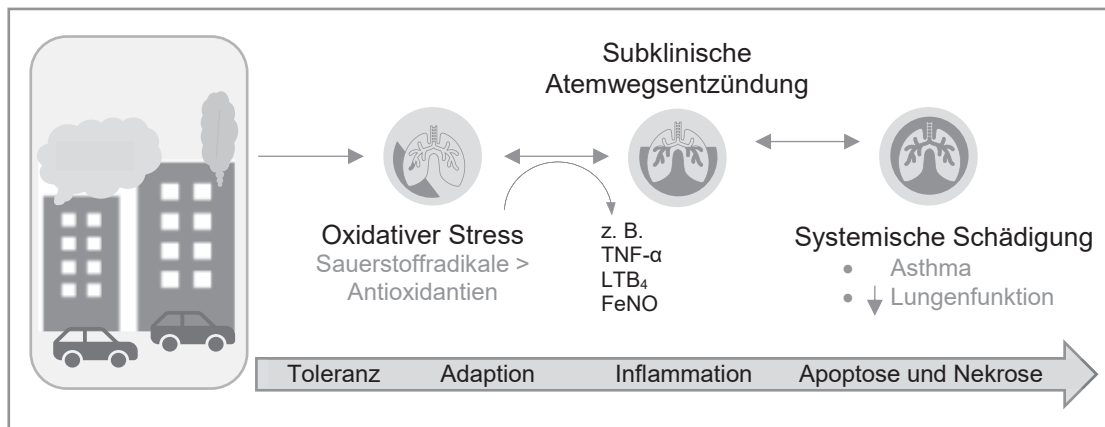 Subklinische
Atemwegsentzündung
Oxidativer Stress
Sauerstoffradikale >
Antioxidantien
z. B.
TNF-α
LTB₄
FeNO
Systemische Schädigung
• Asthma
• ↓ Lungenfunktion
Toleranz Adaption Inflammation Apoptose und Nekrose